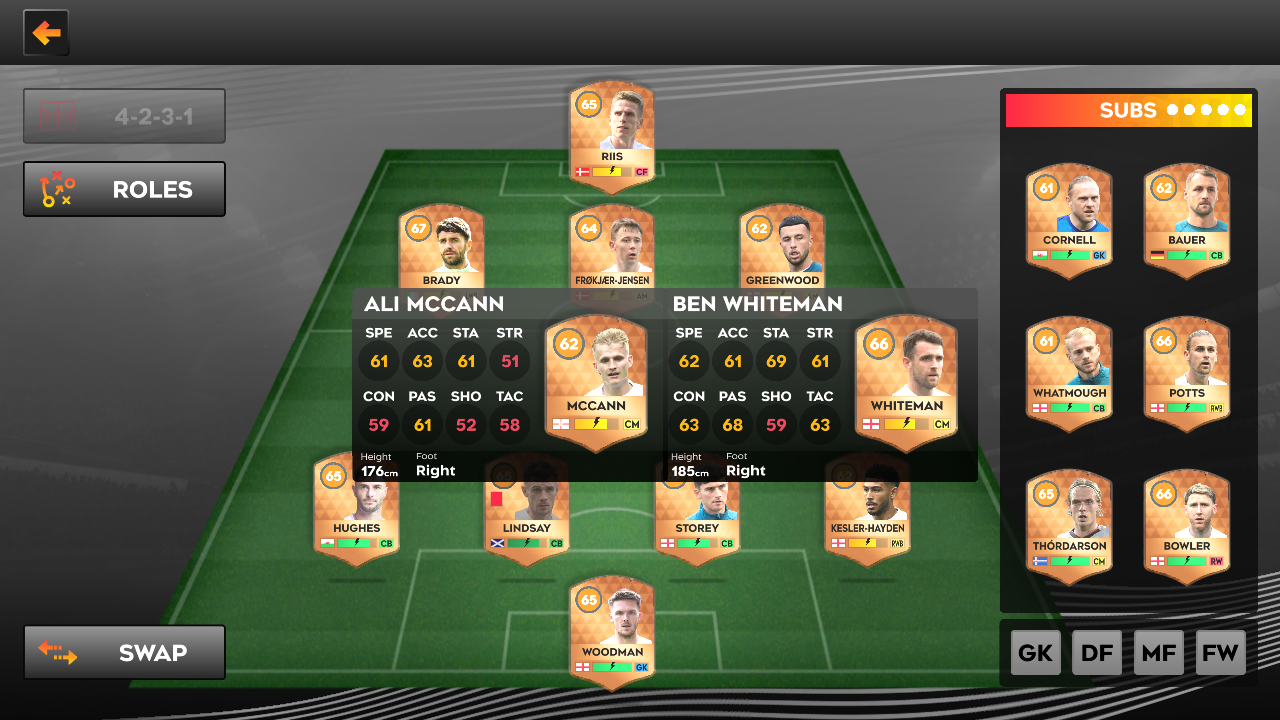 4-2-3-1
ROLES
SUBS
65
RIIS
CF
67
BRADY
64
FRØKJÆR-JENSEN
AM
62
GREENWOOD
ALI MCCANN
SPE ACC STA STR
61 63 61 51
CON PAS SHO TAC
59 61 52 58
Height
176cm
Foot
Right
62
MCCANN
CM
BEN WHITEMAN
SPE ACC STA STR
62 61 69 61
CON PAS SHO TAC
63 68 59 63
Height
185cm
Foot
Right
66
WHITEMAN
CM
65
HUGHES
CB
LINDSAY
CB
STOREY
CB
KESLER-HAYDEN
RWB
65
WOODMAN
GK
61
CORNELL
GK
62
BAUER
CB
61
WHATMOUGH
CB
66
POTTS
RWB
65
THÓRDARSON
CM
66
BOWLER
RW
SWAP
GK DF MF FW